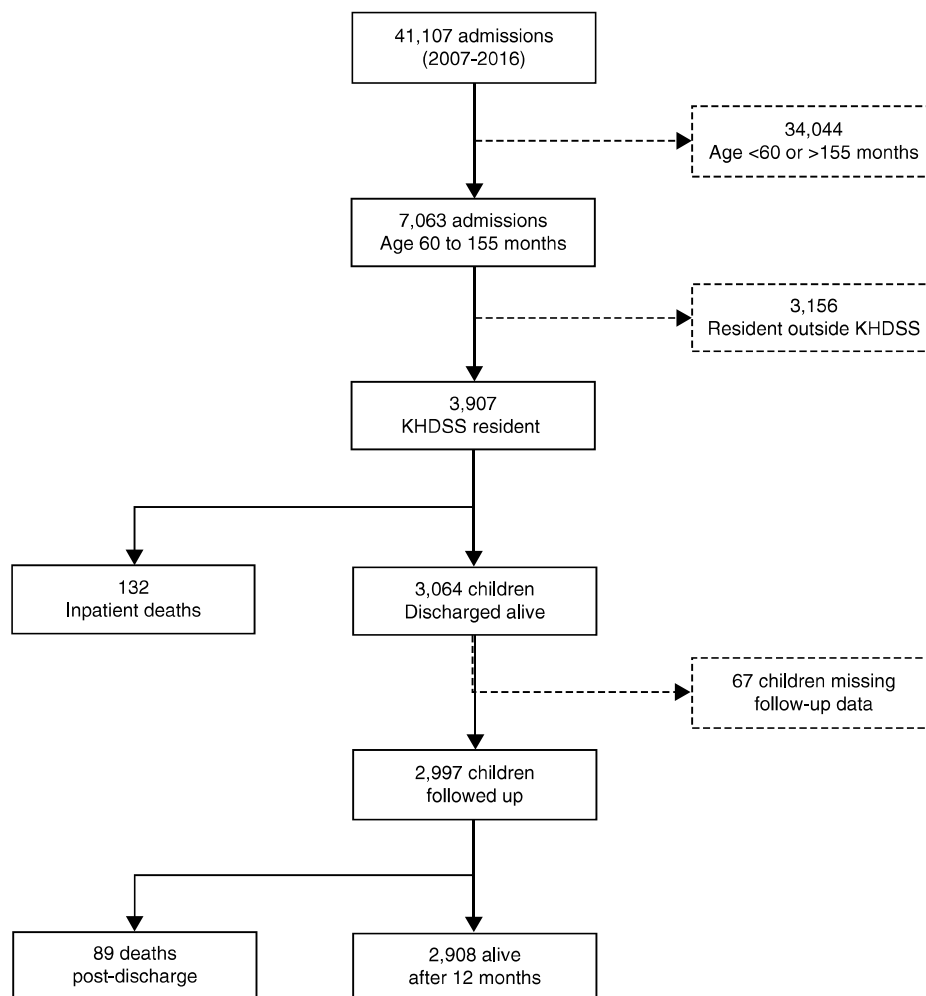 41,107 admissions
(2007-2016)
34,044
Age <60 or >155 months
7,063 admissions
Age 60 to 155 months
3,156
Resident outside KHDSS
3,907
KHDSS resident
132
Inpatient deaths
3,064 children
Discharged alive
67 children missing
follow-up data
2,997 children
followed up
89 deaths
post-discharge
2,908 alive
after 12 months